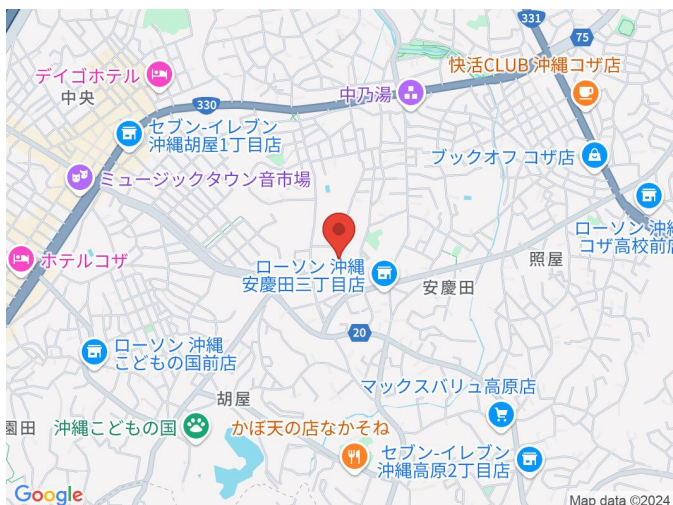 331
75
デイゴホテル
中央
快活CLUB 沖縄コザ店
中乃湯
330
セブン-イレブン
沖縄胡屋1丁目店
ブックオフ コザ店
ミュージックタウン音市場
ローソン 沖縄
コザ高校前店
ホテルコザ
ローソン 沖縄
安慶田三丁目店
照屋
安慶田
20
ローソン 沖縄
こどもの国前店
マックスバリュ高原店
胡屋
園田
沖縄こどもの国
かぼ天の店なかそね
セブン-イレブン
沖縄高原2丁目店
Google
Map data ©2024